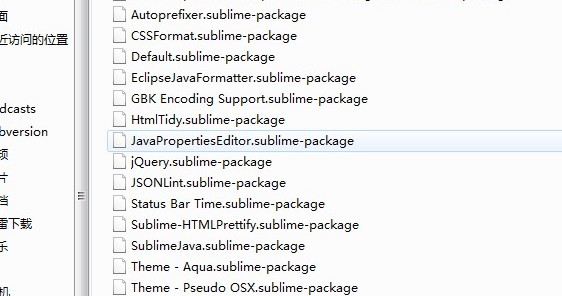 面
近访问的位置
dcasts
bversion
频
片
档
雷下载
乐
机
Autoprefixer.sublime-package
CSSFormat.sublime-package
Default.sublime-package
EclipseJavaFormatter.sublime-package
GBK Encoding Support.sublime-package
HtmlTidy.sublime-package
JavaPropertiesEditor.sublime-package
jQuery.sublime-package
JSONLint.sublime-package
Status Bar Time.sublime-package
Sublime-HTMLPrettify.sublime-package
SublimeJava.sublime-package
Theme - Aqua.sublime-package
Theme - Pseudo OSX.sublime-package